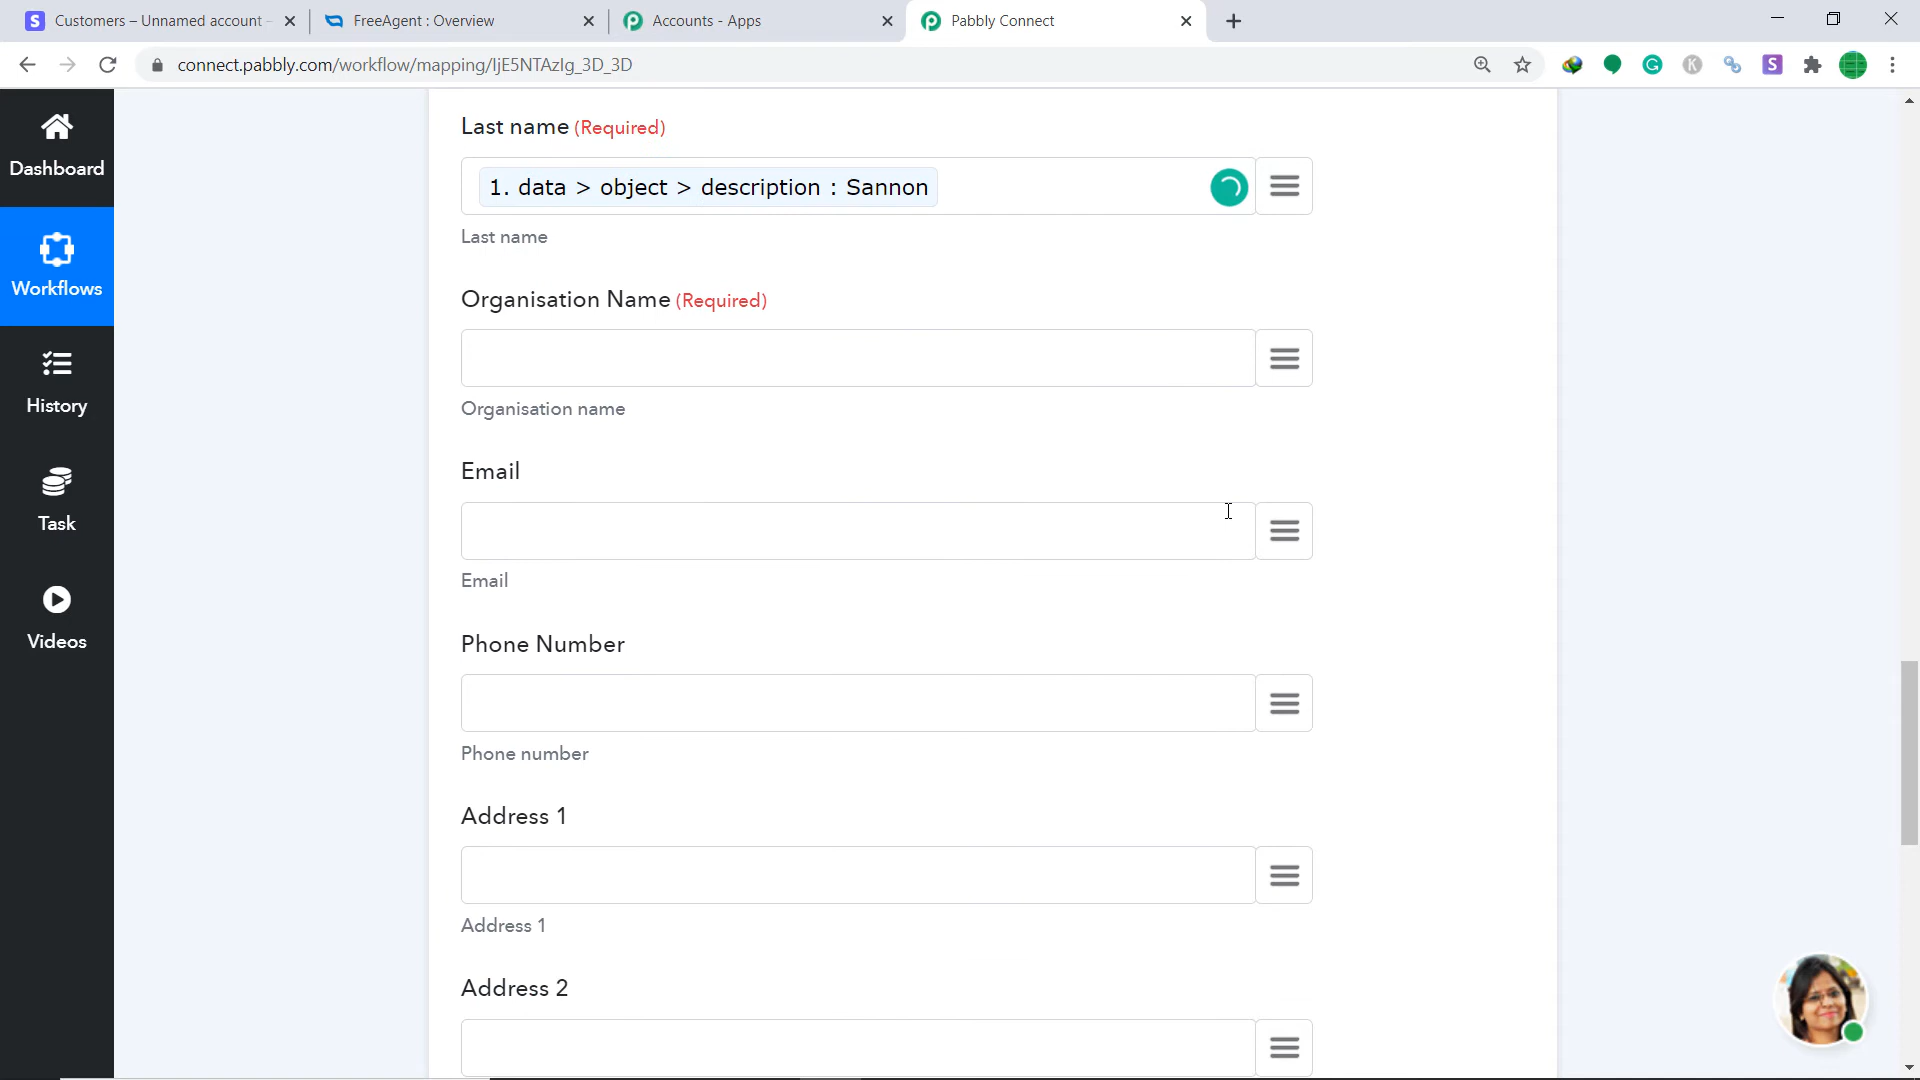 Customers – Unnamed account -
FreeAgent : Overview
Accounts - Apps
Pabbly Connect
connect.pabbly.com/workflow/mapping/IjE5NTAzIg_3D_3D
Dashboard
Workflows
History
Task
Videos
Last name (Required)
1. data > object > description : Sannon
Last name
Organisation Name (Required)
Organisation name
Email
Email
Phone Number
Phone number
Address 1
Address 1
Address 2